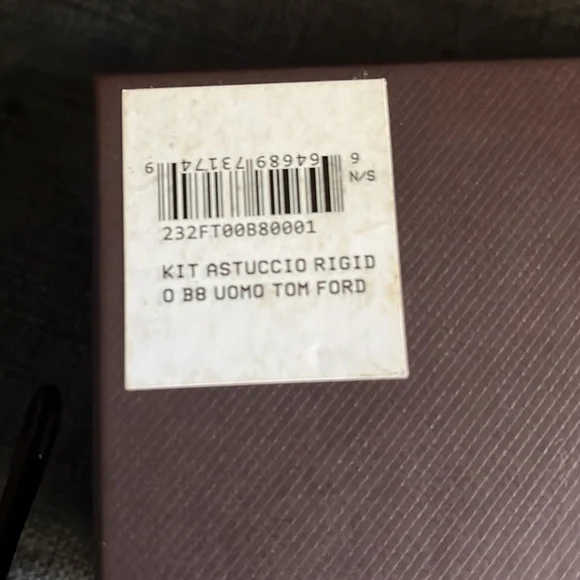 6 64689 73174 9
N/S
232FT00B80001
KIT ASTUCCIO RIGID
O B8 UOMO TOM FORD